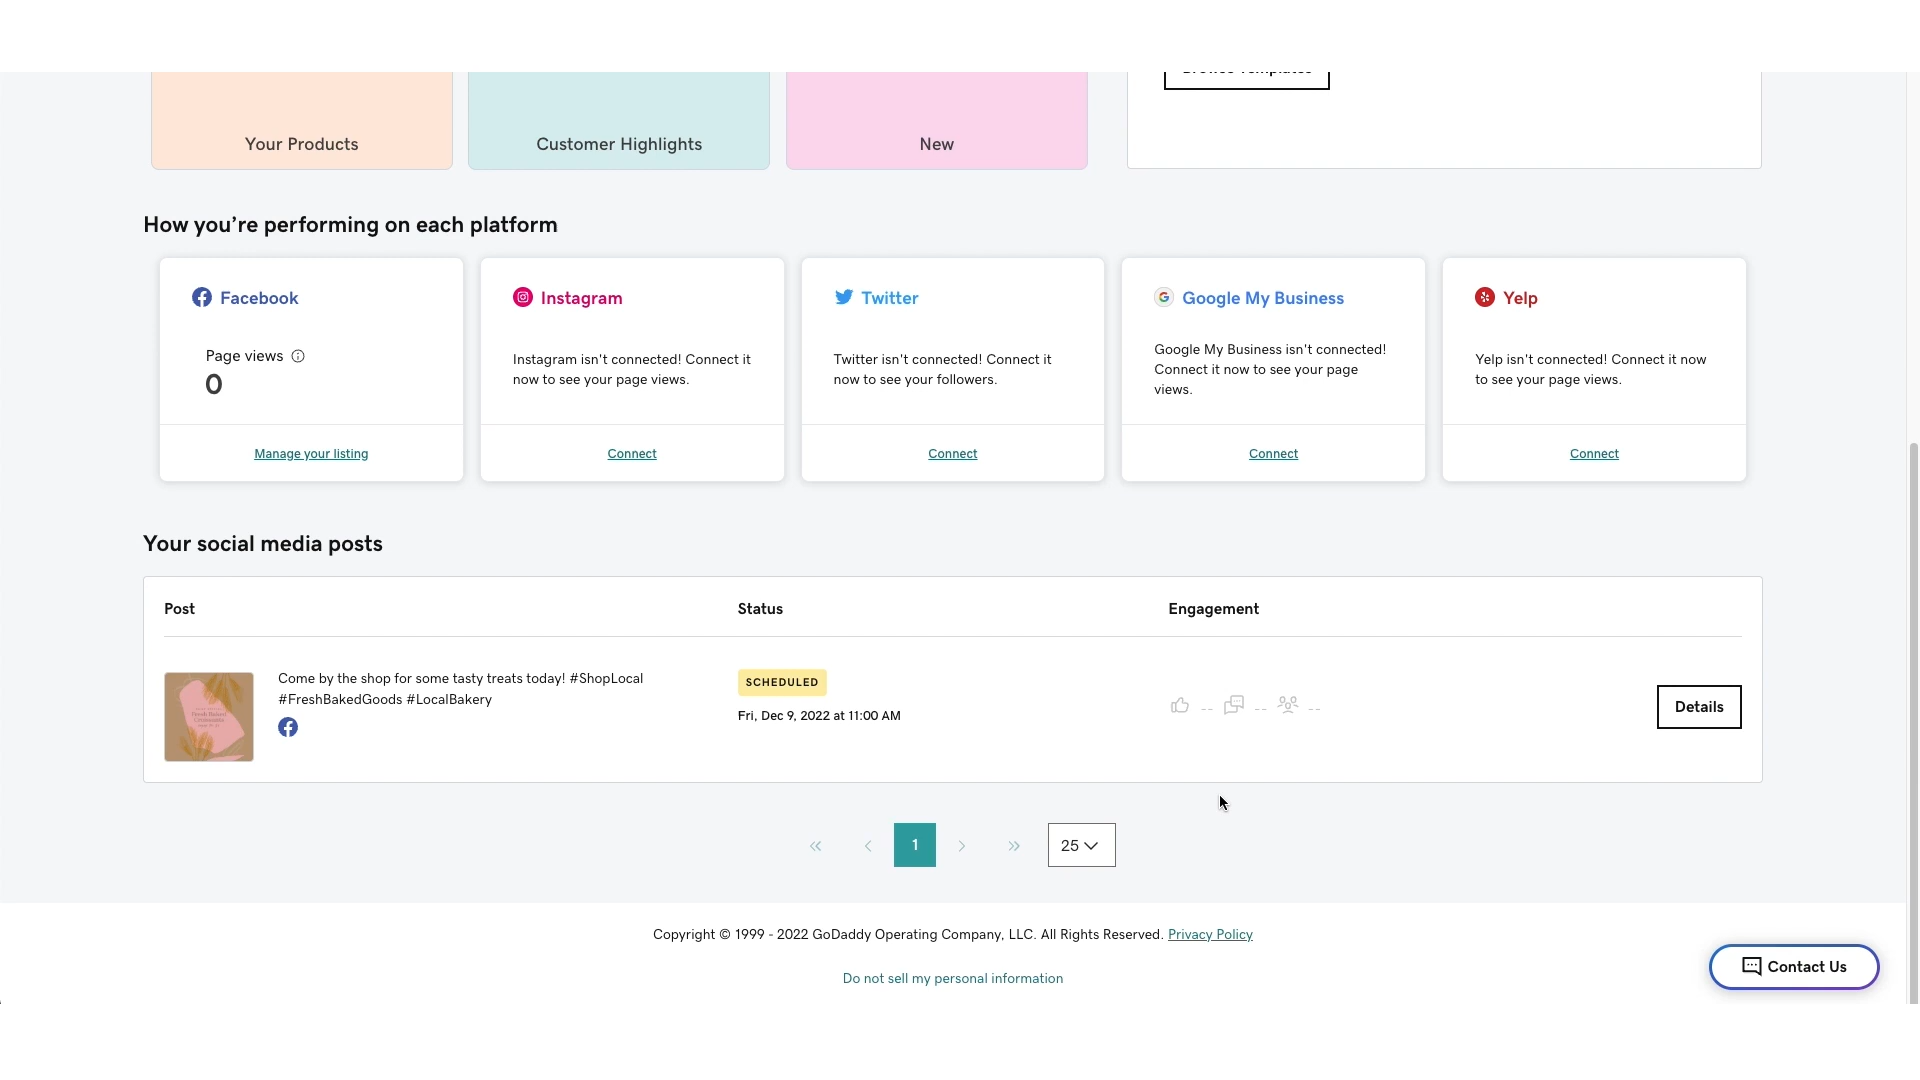 Browse Templates
Your Products
Customer Highlights
New
How you're performing on each platform
Facebook
Page views
0
Manage your listing
Instagram
Instagram isn't connected! Connect it
now to see your page views.
Connect
Twitter
Twitter isn't connected! Connect it
now to see your followers.
Connect
Google My Business
Google My Business isn't connected!
Connect it now to see your page
views.
Connect
Yelp
Yelp isn't connected! Connect it now
to see your page views.
Connect
Your social media posts
Post
Status
Engagement
Come by the shop for some tasty treats today! #ShopLocal
#FreshBakedGoods #LocalBakery
SCHEDULED
Fri, Dec 9, 2022 at 11:00 AM
-- -- --
Details
Fresh Baked
Croissants
« ‹ 1 › » 25
Copyright © 1999 - 2022 GoDaddy Operating Company, LLC. All Rights Reserved. Privacy Policy
Do not sell my personal information
Contact Us